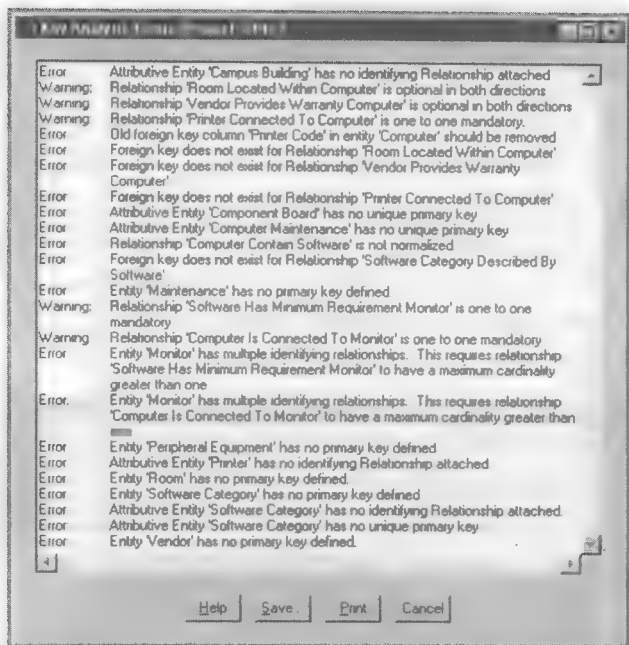 Error Attributive Entity 'Campus Building' has no identifying Relationship attached
Warning: Relationship 'Room Located Within Computer' is optional in both directions
Warning: Relationship 'Vendor Provides Warranty Computer' is optional in both directions
Warning: Relationship 'Printer Connected To Computer' is one to one mandatory.
Error Old foreign key column 'Printer Code' in entity 'Computer' should be removed
Error Foreign key does not exist for Relationship 'Room Located Within Computer'
Error Foreign key does not exist for Relationship 'Vendor Provides Warranty
Computer'
Error Foreign key does not exist for Relationship 'Printer Connected To Computer'
Error Attributive Entity 'Component Board' has no unique primary key
Error Attributive Entity 'Computer Maintenance' has no unique primary key
Error Relationship 'Computer Contain Software' is not normalized
Error Foreign key does not exist for Relationship 'Software Category Described By
Software'
Error Entity 'Maintenance' has no primary key defined
Warning: Relationship 'Software Has Minimum Requirement Monitor' is one to one
mandatory
Warning Relationship 'Computer Is Connected To Monitor' is one to one mandatory
Error Entity 'Monitor' has multiple identifying relationships. This requires relationship
'Software Has Minimum Requirement Monitor' to have a maximum cardinality
greater than one
Error. Entity 'Monitor' has multiple identifying relationships. This requires relationship
'Computer Is Connected To Monitor' to have a maximum cardinality greater than
Error Entity 'Peripheral Equipment' has no primary key defined
Error Attributive Entity 'Printer' has no identifying Relationship attached
Error Entity 'Room' has no primary key defined.
Error Entity 'Software Category' has no primary key defined
Error Attributive Entity 'Software Category' has no identifying Relationship attached.
Error Attributive Entity 'Software Category' has no unique primary key
Error Entity 'Vendor' has no primary key defined.
Help Save . Print Cancel